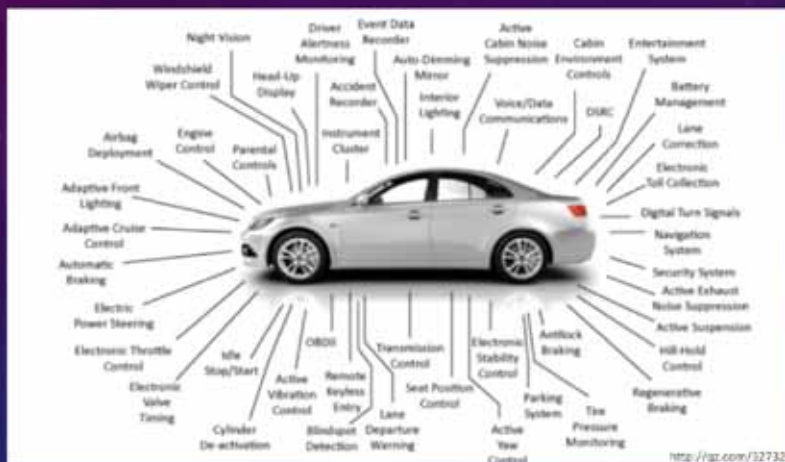 Night Vision
Driver
Alertness
Monitoring
Event Data
Recorder
Active
Cabin Noise
Suppression
Cabin
Environment
Controls
Entertainment
System
Windshield
Wiper Control
Head-Up
Display
Accident
Recorder
Auto-Dimming
Mirror
Interior
Lighting
Voice/Data
Communications
DSRC
Battery
Management
Airbag
Deployment
Engine
Control
Parental
Controls
Instrument
Cluster
Lane
Correction
Electronic
Toll Collection
Adaptive Front
Lighting
Digital Turn Signals
Adaptive Cruise
Control
Navigation
System
Automatic
Braking
Security System
Electric
Power Steering
Active Exhaust
Noise Suppression
Active Suspension
Electronic Throttle
Control
Idle
Stop/Start
OBDII
Transmission
Control
Electronic
Stability
Control
Antilock
Braking
Hill-Hold
Control
Electronic
Valve
Timing
Active
Vibration
Control
Remote
Keyless
Entry
Seat Position
Control
Parking
System
Regenerative
Braking
Cylinder
De-activation
Blindspot
Detection
Lane
Departure
Warning
Active
Yaw
Control
Tire
Pressure
Monitoring
http://qz.com/32732